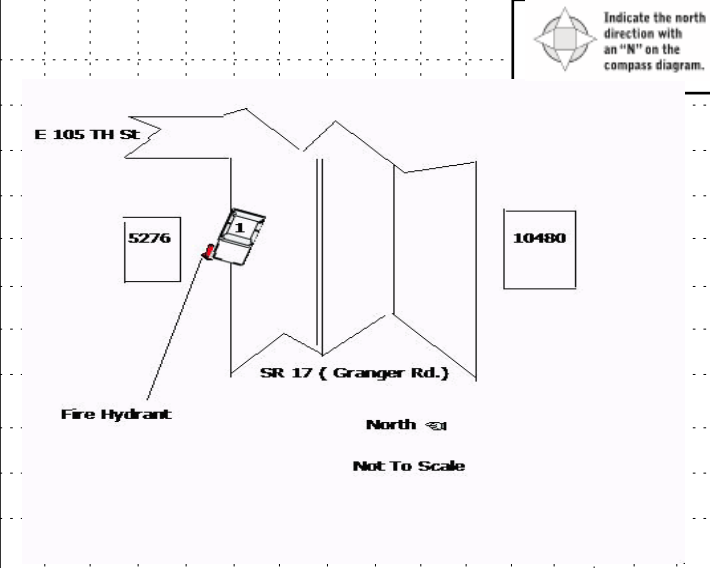 Indicate the north
direction with
an “N” on the
compass diagram.
E 105 TH St
1
5276
10480
SR 17 ( Granger Rd.)
Fire Hydrant
North
Not To Scale